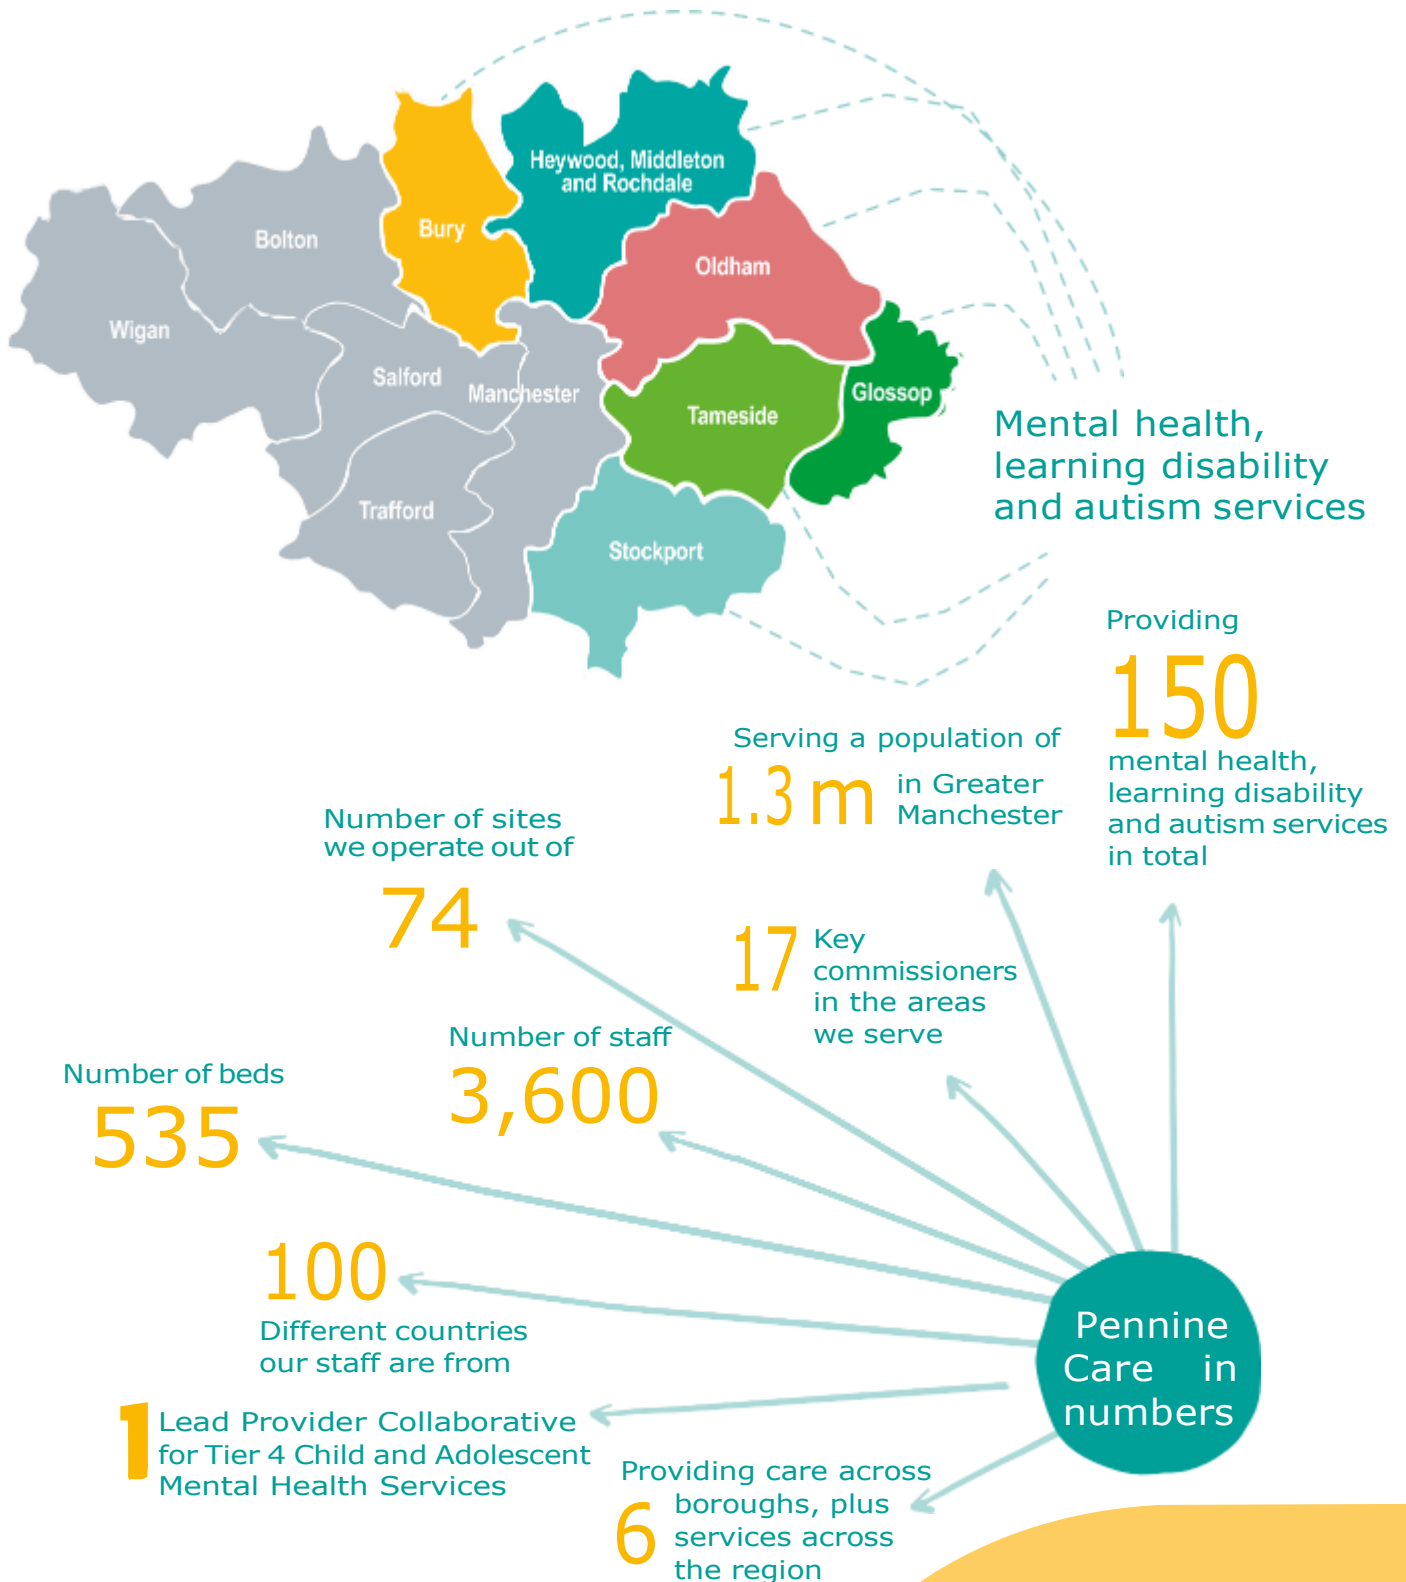 Heywood, Middleton
and Rochdale
Bury
Bolton
Oldham
Wigan
Salford
Manchester
Glossop
Tameside
Trafford
Stockport
Mental health,
learning disability
and autism services
Providing
150
mental health,
learning disability
and autism services
in total
Serving a population of
1.3 m
in Greater
Manchester
Number of sites
we operate out of
74
17
Key
commissioners
in the areas
we serve
Number of staff
3,600
Number of beds
535
100
Different countries
our staff are from
1
Lead Provider Collaborative
for Tier 4 Child and Adolescent
Mental Health Services
Providing care across
6
boroughs, plus
services across
the region
Pennine
Care in
numbers